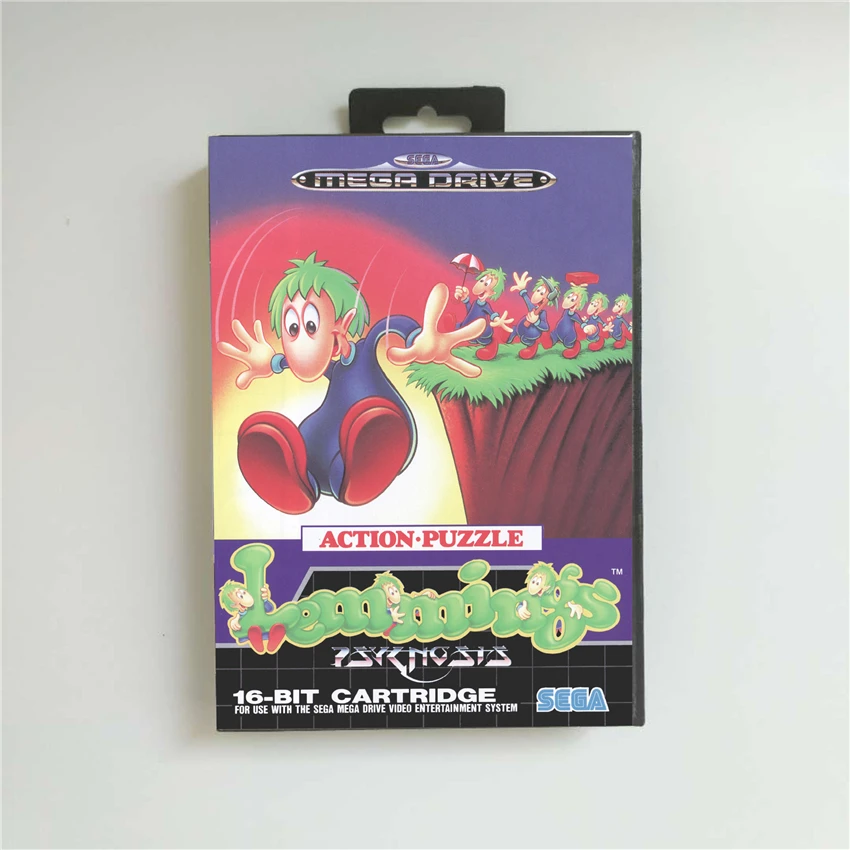 SEGA
MEGA DRIVE
ACTION·PUZZLE
Lemmings TM
PSYGNOSIS
16-BIT CARTRIDGE
FOR USE WITH THE SEGA MEGA DRIVE VIDEO ENTERTAINMENT SYSTEM
SEGA